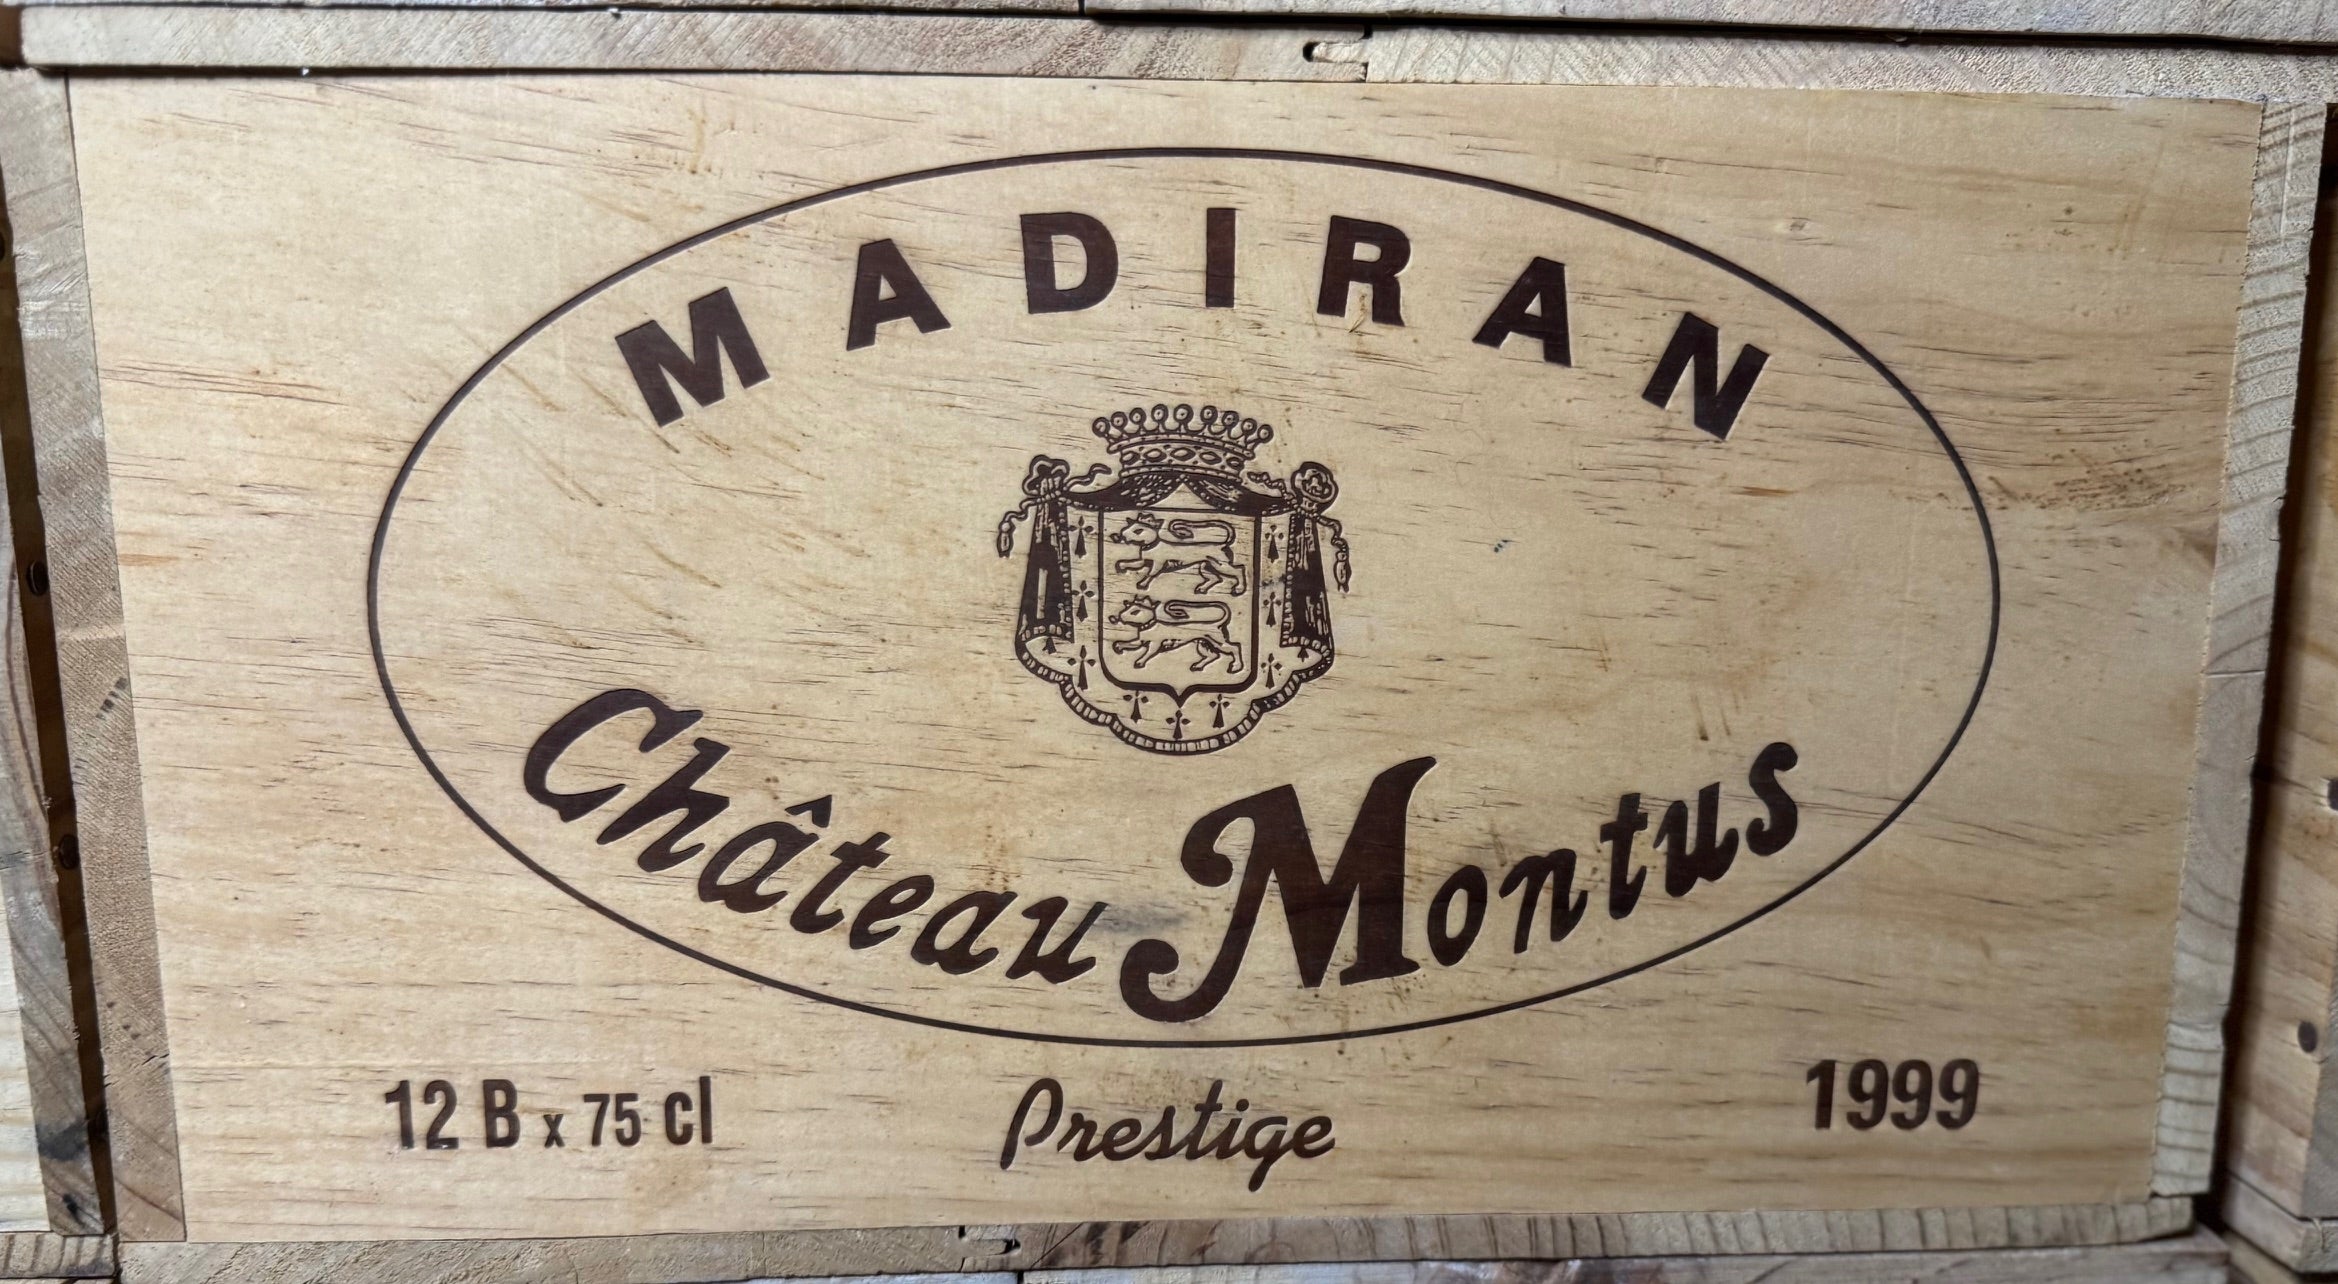 MADIRAN
Château Montus
12 B x 75 cl
Prestige
1999